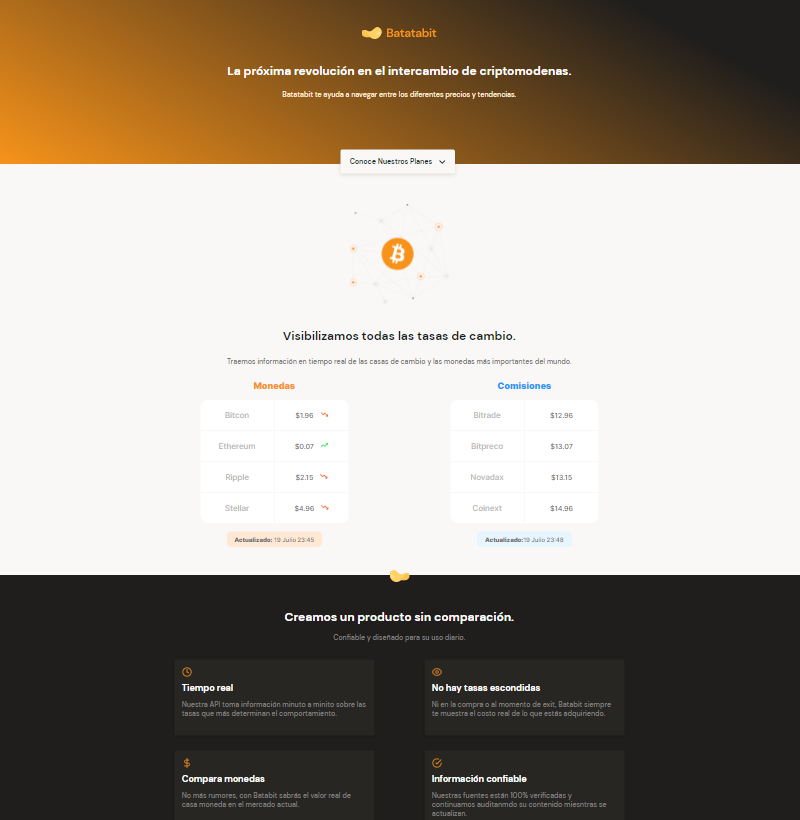 Batatabit
La próxima revolución en el intercambio de criptomodenas.
Batatabit te ayuda a navegar entre los diferentes precios y tendencias.
Conoce Nuestros Planes
Visibilizamos todas las tasas de cambio.
Traemos información en tiempo real de las casas de cambio y las monedas más importantes del mundo.
Monedas
Bitcon $1.96
Ethereum $0.07
Ripple $2.15
Stellar $4.96
Actualizado: 19 Julio 23:45
Comisiones
Bitrade $12.96
Bitpreco $13.07
Novadax $13.15
Coinext $14.96
Actualizado:19 Julio 23:48
Creamos un producto sin comparación.
Confiable y diseñado para su uso diario.
Tiempo real
Nuestra API toma información minuto a minuto sobre las
tasas que más determinan el comportamiento.
No hay tasas escondidas
Ni en la compra o al momento de exit, Batabit siempre
te muestra el costo real de lo que estás adquiriendo.
Compara monedas
No más rumores, con Batabit sabrás el valor real de
casa moneda en el mercado actual.
Información confiable
Nuestras fuentes están 100% verificadas y
continuamos auditanmdo su contenido miesntras se
actualizan.